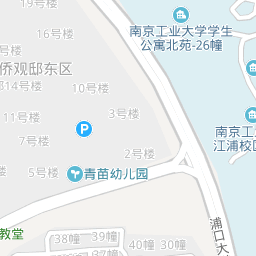 19号楼
南京工业大学学生
公寓北苑-26幢
16号楼
侨观邸东区
邸14号楼
10号楼
3号楼
11号楼
7号楼
南京工业
江浦校区
2号楼
5号楼
青苗幼儿园
浦口大
教堂
38幢
39幢
40幢
30幢
41幢